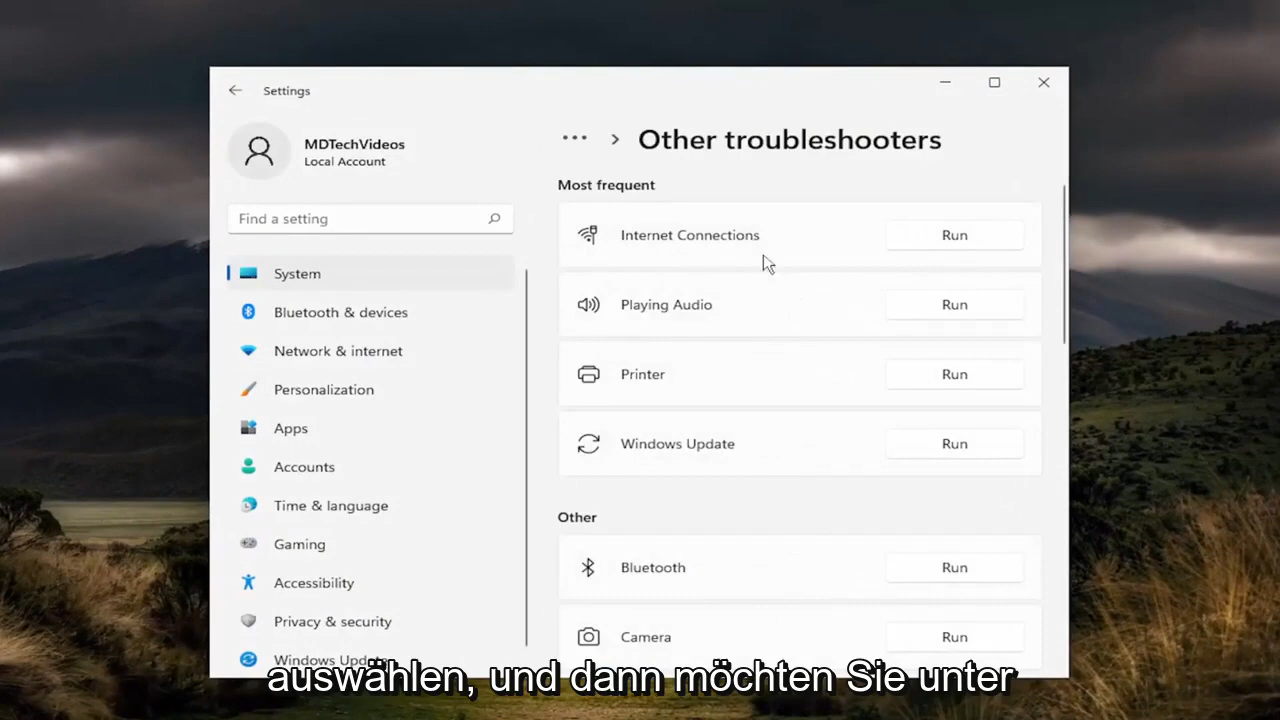 Settings
MDTechVideos
Local Account
Find a setting
System
Bluetooth & devices
Network & internet
Personalization
Apps
Accounts
Time & language
Gaming
Accessibility
Privacy & security
Windows Update
Other troubleshooters
Most frequent
Internet Connections Run
Playing Audio Run
Printer Run
Windows Update Run
Other
Bluetooth Run
Camera Run
auswählen, und dann möchten Sie unter